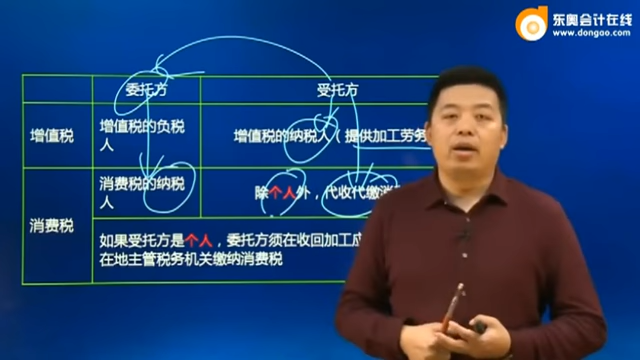 东奥会计在线
www.dongao.com
委托方
受托方
增值税
增值税的负税
人
增值税的纳税人（提供加工劳务
消费税
消费税的纳税
人
除个人外，代收代缴消
如果受托方是个人，委托方须在收回加工应
在地主管税务机关缴纳消费税